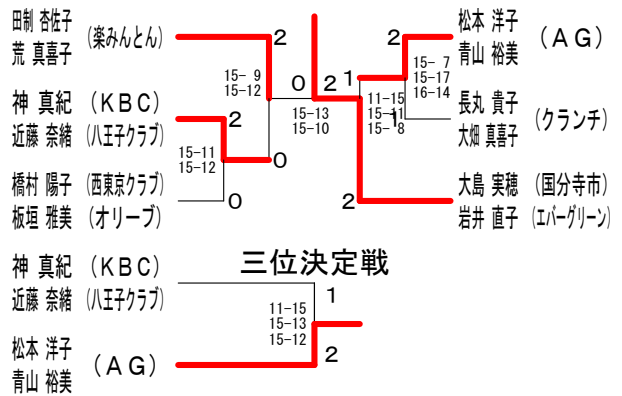 田制 杏佐子
荒 真喜子
(楽みんとん)
2
15- 9
15-12
神 真紀 (KBC)
近藤 奈緒 (八王子クラブ)
2
15-11
15-12
0
橋村 陽子 (西東京クラブ)
板垣 雅美 (オリーブ)
0
0
2
15-13
15-10
松本 洋子
青山 裕美
(AG)
2
15- 7
15-17
16-14
長丸 貴子
大畑 真喜子
(クランチ)
1
1
11-15
15-11
15- 8
大島 実穂 (国分寺市)
岩井 直子 (エバーグリーン)
2
三位決定戦
神 真紀 (KBC)
近藤 奈緒 (八王子クラブ)
1
11-15
15-13
15-12
松本 洋子
青山 裕美
(AG)
2